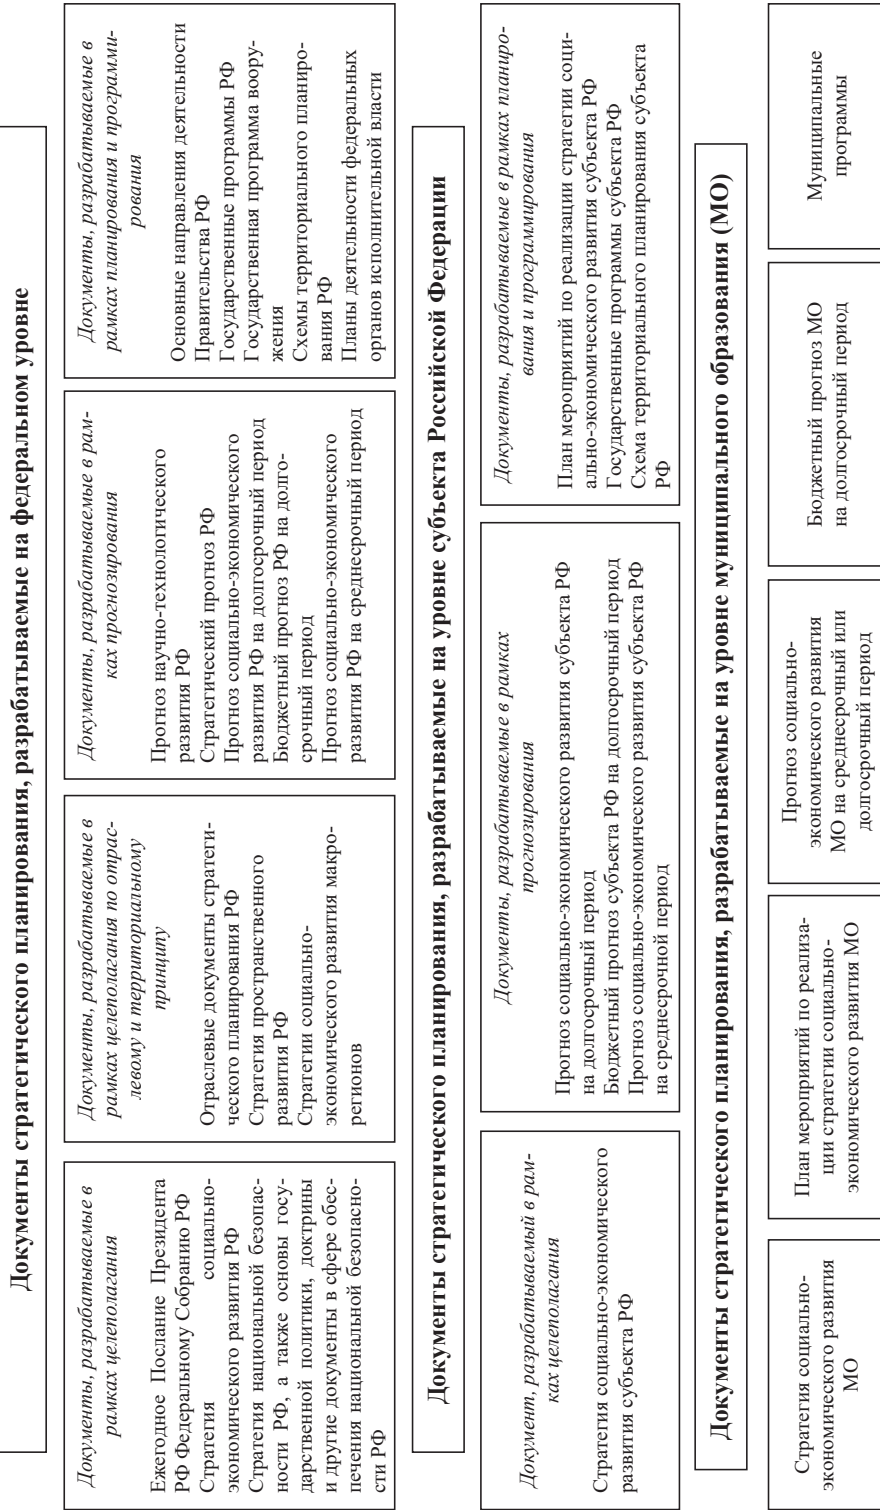 Документы стратегического планирования, разрабатываемые на федеральном уровне
Документы, разрабатываемые в
рамках целеполагания
Ежегодное Послание Президента
РФ Федеральному Собранию РФ
Стратегия социально-
экономического развития РФ
Стратегия национальной безопас-
ности РФ, а также основы госу-
дарственной политики, доктрины
и другие документы в сфере обес-
печения национальной безопасно-
сти РФ
Документы, разрабатываемые в
рамках целеполагания по отрас-
левому и территориальному
принципу
Отраслевые документы стратеги-
ческого планирования РФ
Стратегия пространственного
развития РФ
Стратегии социально-
экономического развития макро-
регионов
Документы, разрабатываемые в рам-
ках прогнозирования
Прогноз научно-технологического
развития РФ
Стратегический прогноз РФ
Прогноз социально-экономического
развития РФ на долгосрочный период
Бюджетный прогноз РФ на долго-
срочный период
Прогноз социально-экономического
развития РФ на среднесрочный период
Документы, разрабатываемые в
рамках планирования и программи-
рования
Основные направления деятельности
Правительства РФ
Государственные программы РФ
Государственная программа воору-
жения
Схемы территориального планиро-
вания РФ
Планы деятельности федеральных
органов исполнительной власти
Документы стратегического планирования, разрабатываемые на уровне субъекта Российской Федерации
Документ, разрабатываемый в рам-
ках целеполагания
Стратегия социально-экономического
развития субъекта РФ
Документы, разрабатываемые в рамках
прогнозирования
Прогноз социально-экономического развития субъекта РФ
на долгосрочный период
Бюджетный прогноз субъекта РФ на долгосрочный период
Прогноз социально-экономического развития субъекта РФ
на среднесрочной период
Документы, разрабатываемые в рамках планиро-
вания и программирования
План мероприятий по реализации стратегии соци-
ально-экономического развития субъекта РФ
Государственные программы субъекта РФ
Схема территориального планирования субъекта
РФ
Документы стратегического планирования, разрабатываемые на уровне муниципального образования (МО)
Стратегия социально-
экономического развития
МО
План мероприятий по реализа-
ции стратегии социально-
экономического развития МО
Прогноз социально-
экономического развития
МО на среднесрочный или
долгосрочный период
Бюджетный прогноз МО
на долгосрочный период
Муниципальные
программы